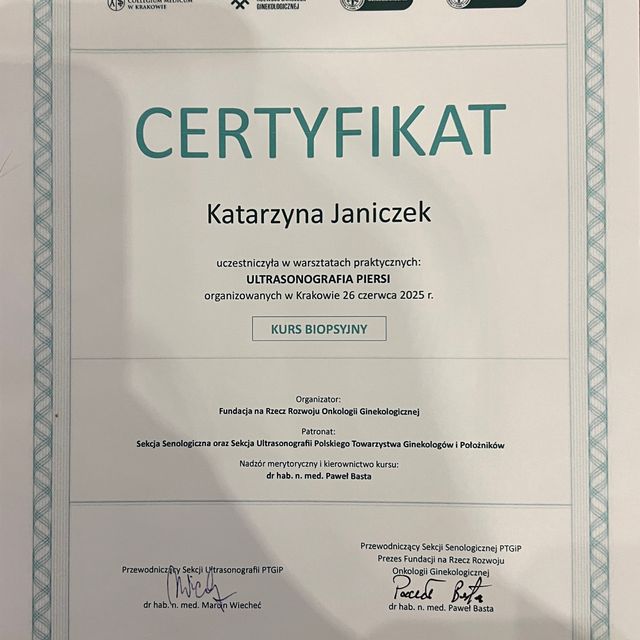 COLLEGIUM MEDICUM
W KRAKOWIE
GINEKOLOGICZNEJ
CERTYFIKAT
Katarzyna Janiczek
uczestniczyła w warsztatach praktycznych:
ULTRASONOGRAFIA PIERSI
organizowanych w Krakowie 26 czerwca 2025 r.
KURS BIOPSYJNY
Organizator:
Fundacja na Rzecz Rozwoju Onkologii Ginekologicznej
Patronat:
Sekcja Senologiczna oraz Sekcja Ultrasonografii Polskiego Towarzystwa Ginekologów i Położników
Nadzór merytoryczny i kierownictwo kursu:
dr hab. n. med. Paweł Basta
Przewodniczący Sekcji Ultrasonografii PTGiP
dr hab. n. med. Marcin Wiecheć
Przewodniczący Sekcji Senologicznej PTGiP
Prezes Fundacji na Rzecz Rozwoju
Onkologii Ginekologicznej
dr hab. n. med. Paweł Basta